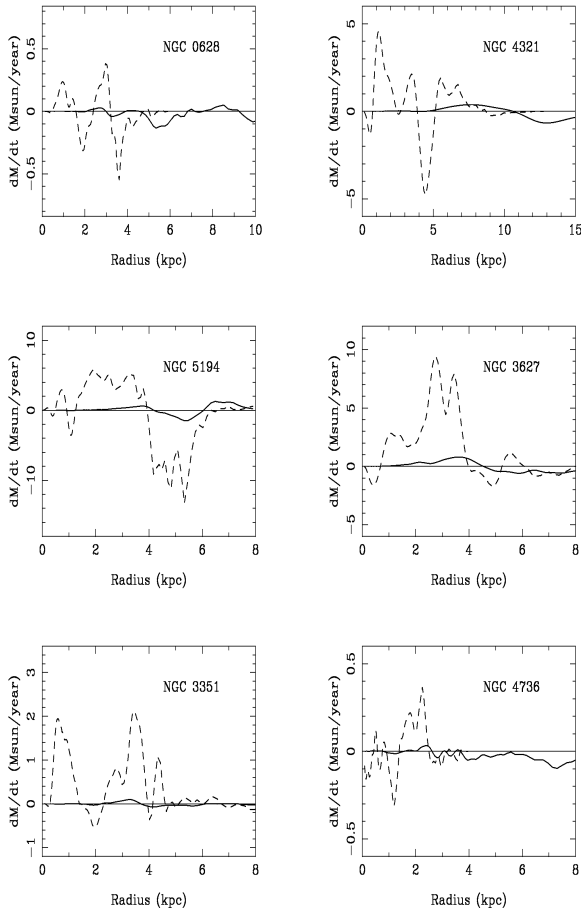 NGC 0628
dM/dt (Msun/year)
0.5
0
−0.5
0 2 4 6 8 10
Radius (kpc)
NGC 4321
dM/dt (Msun/year)
5
0
−5
0 5 10 15
Radius (kpc)
NGC 5194
dM/dt (Msun/year)
10
0
−10
0 2 4 6 8
Radius (kpc)
NGC 3627
dM/dt (Msun/year)
10
5
0
−5
0 2 4 6 8
Radius (kpc)
NGC 3351
dM/dt (Msun/year)
3
2
1
0
−1
0 2 4 6 8
Radius (kpc)
NGC 4736
dM/dt (Msun/year)
0.5
0
−0.5
0 2 4 6 8
Radius (kpc)